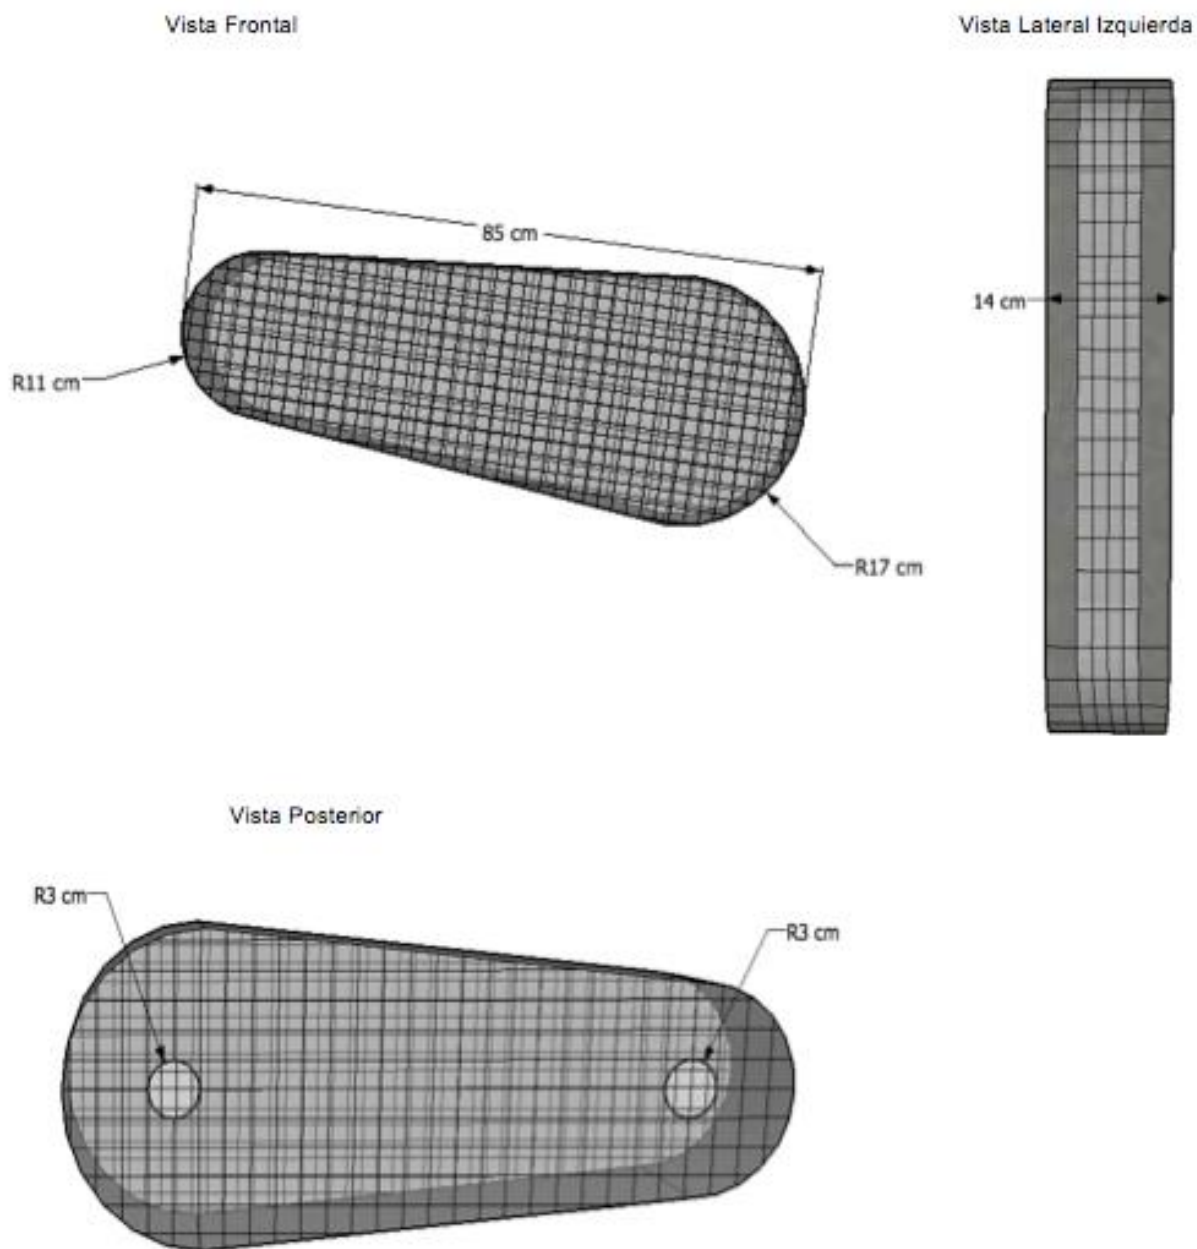 Vista Frontal
Vista Lateral Izquierda
85 cm
14 cm
R11 cm
R17 cm
Vista Posterior
R3 cm
R3 cm